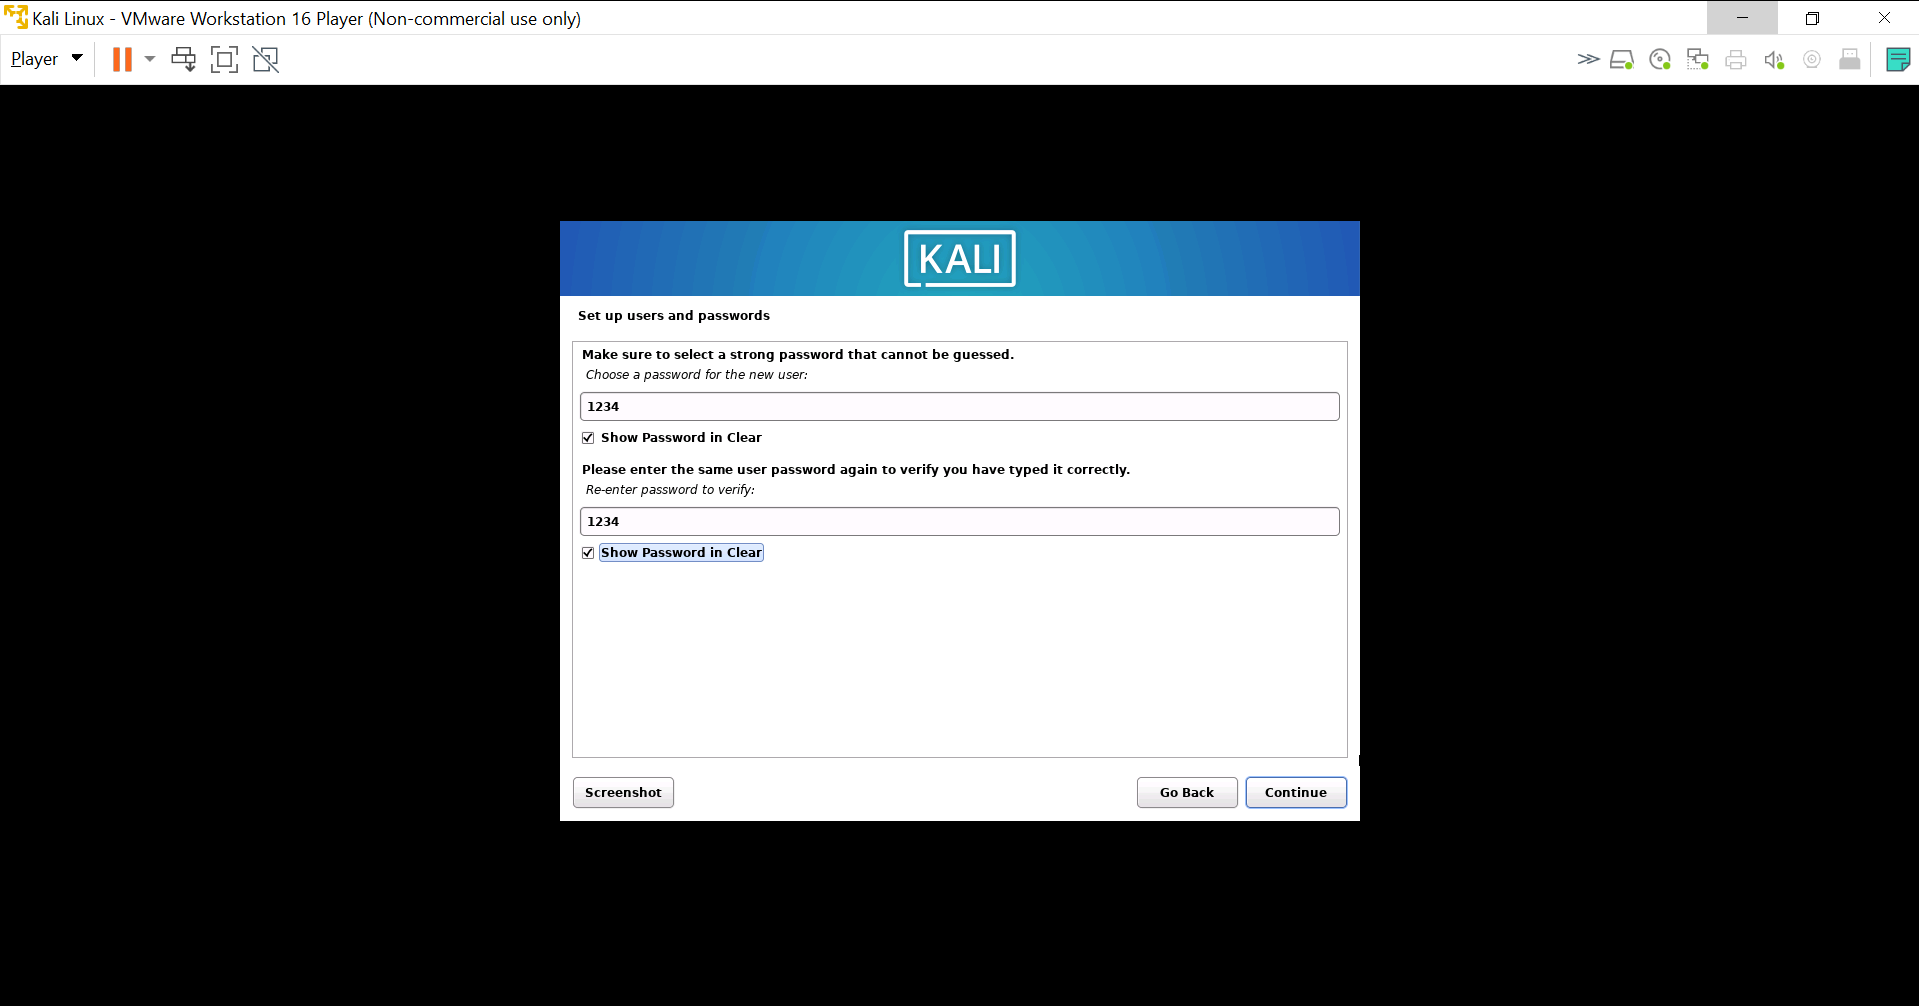 Kali Linux - VMware Workstation 16 Player (Non-commercial use only)
Player
KALI
Set up users and passwords
Make sure to select a strong password that cannot be guessed.
Choose a password for the new user:
1234
Show Password in Clear
Please enter the same user password again to verify you have typed it correctly.
Re-enter password to verify:
1234
Show Password in Clear
Screenshot
Go Back
Continue